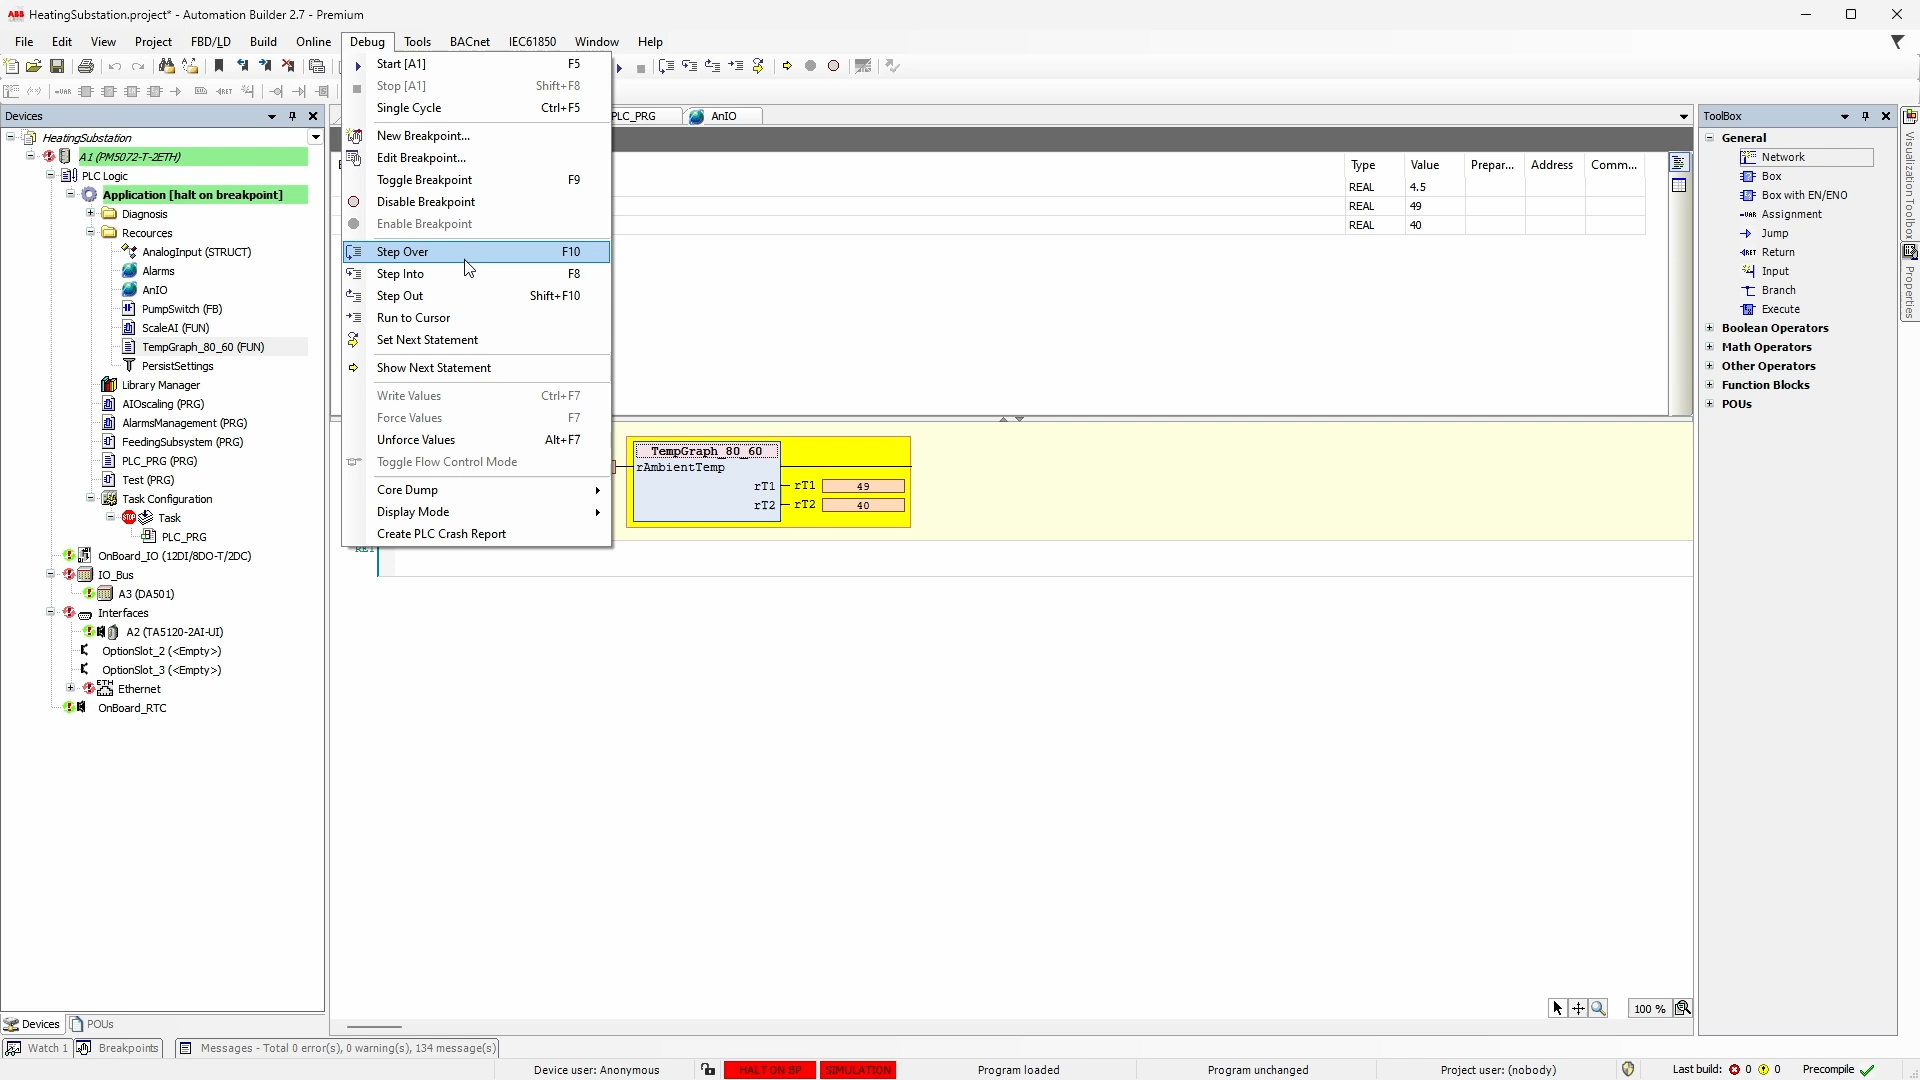 HeatingSubstation.project* - Automation Builder 2.7 - Premium
File Edit View Project FBD/LD Build Online Debug Tools BACnet IEC61850 Window Help
Devices
HeatingSubstation
A1 (PM5072-T-2ETH)
PLC Logic
Application [halt on breakpoint]
Diagnosis
Recources
AnalogInput (STRUCT)
Alarms
AnIO
PumpSwitch (FB)
ScaleAI (FUN)
TempGraph_80_60 (FUN)
PersistSettings
Library Manager
AIOscaling (PRG)
AlarmsManagement (PRG)
FeedingSubsystem (PRG)
PLC_PRG (PRG)
Test (PRG)
Task Configuration
Task
PLC_PRG
OnBoard_IO (12DI/8DO-T/2DC)
IO_Bus
A3 (DA501)
Interfaces
A2 (TA5120-2AI-UI)
OptionSlot_2 (<Empty>)
OptionSlot_3 (<Empty>)
Ethernet
OnBoard_RTC
Start [A1] F5
Stop [A1] Shift+F8
Single Cycle Ctrl+F5
New Breakpoint...
Edit Breakpoint...
Toggle Breakpoint F9
Disable Breakpoint
Enable Breakpoint
Step Over F10
Step Into F8
Step Out Shift+F10
Run to Cursor
Set Next Statement
Show Next Statement
Write Values Ctrl+F7
Force Values F7
Unforce Values Alt+F7
Toggle Flow Control Mode
Core Dump
Display Mode
Create PLC Crash Report
PLC_PRG AnIO
Type Value Prepar... Address Comm...
REAL 4.5
REAL 49
REAL 40
TempGraph_80_60
rAmbientTemp
rT1 rT1 49
rT2 rT2 40
RET
100 %
ToolBox
General
Network
Box
Box with EN/ENO
Assignment
Jump
Return
Input
Branch
Execute
Boolean Operators
Math Operators
Other Operators
Function Blocks
POUs
Visualization Toolbox
Properties
Devices POUs
Watch 1 Breakpoints Messages - Total 0 error(s), 0 warning(s), 134 message(s)
Device user: Anonymous HALT ON BP SIMULATION Program loaded Program unchanged Project user: (nobody) Last build: 0 0 Precompile